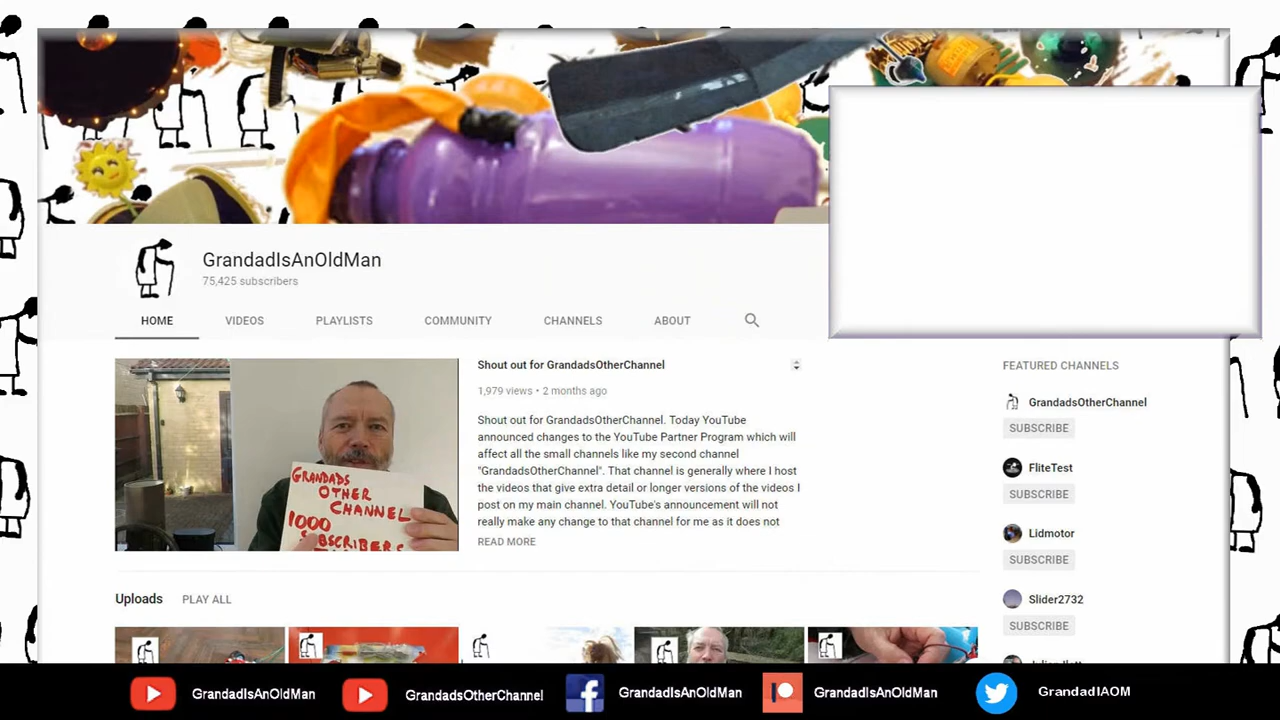 GrandadIsAnOldMan
75,425 subscribers
HOME
VIDEOS
PLAYLISTS
COMMUNITY
CHANNELS
ABOUT
GRANDADS
OTHER
CHANNEL
1000
SUBSCRIBERS
Shout out for GrandadsOtherChannel
1,979 views • 2 months ago
Shout out for GrandadsOtherChannel. Today YouTube
announced changes to the YouTube Partner Program which will
affect all the small channels like my second channel
"GrandadsOtherChannel". That channel is generally where I host
the videos that give extra detail or longer versions of the videos I
post on my main channel. YouTube's announcement will not
really make any change to that channel for me as it does not
READ MORE
FEATURED CHANNELS
GrandadsOtherChannel
SUBSCRIBE
FliteTest
SUBSCRIBE
Lidmotor
SUBSCRIBE
Slider2732
SUBSCRIBE
Uploads
PLAY ALL
GrandadIsAnOldMan
GrandadsOtherChannel
GrandadIsAnOldMan
GrandadIsAnOldMan
GrandadIAOM